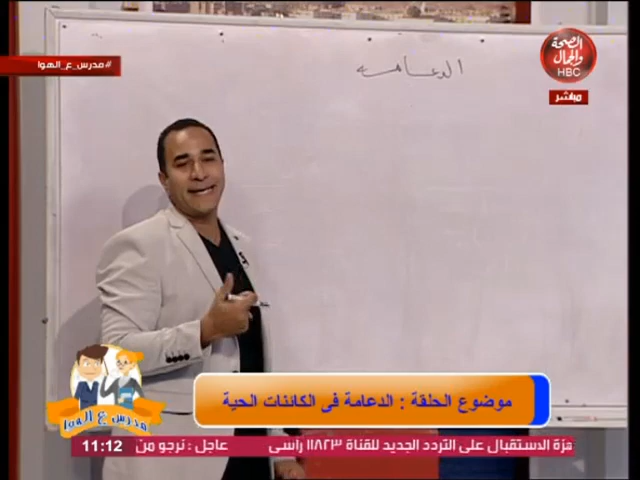 #مدرس_ع_الهوا
الصحة
والجمال
HBC
مباشر
الدعامه
موضوع الحلقة : الدعامة فى الكائنات الحية
مدرس ع الهوا
11:12
هزة الاستقبال على التردد الجديد للقناة ١١٨٢٣ راسى عاجل : نرجو من